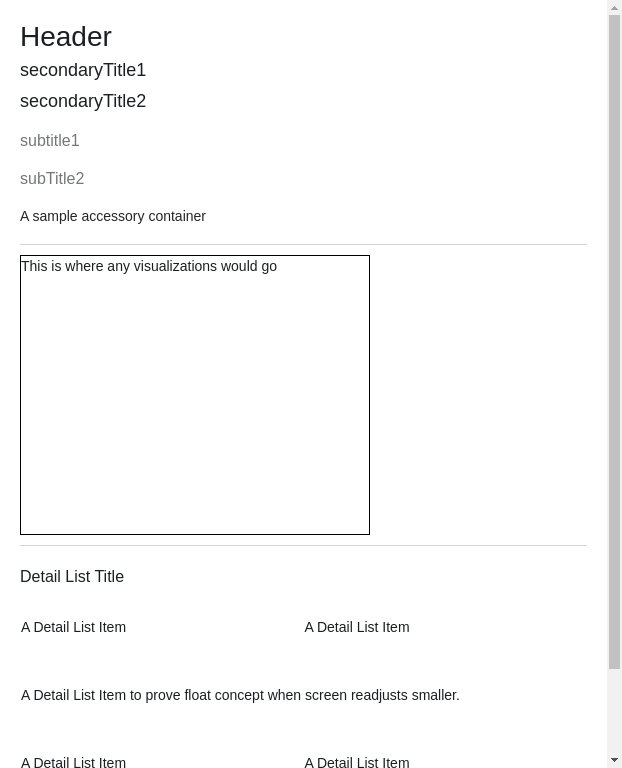 Header
secondaryTitle1
secondaryTitle2
subtitle1
subTitle2
A sample accessory container
This is where any visualizations would go
Detail List Title
A Detail List Item
A Detail List Item
A Detail List Item to prove float concept when screen readjusts smaller.
A Detail List Item
A Detail List Item